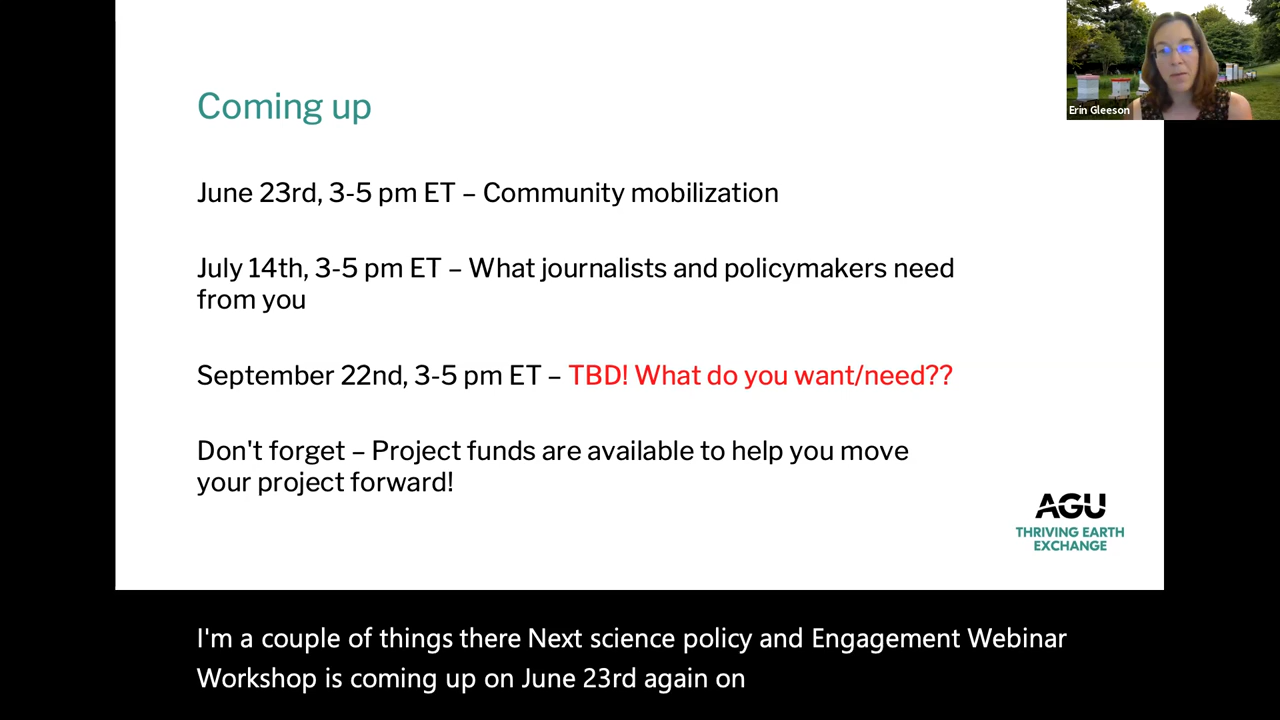 Erin Gleeson
Coming up
June 23rd, 3-5 pm ET – Community mobilization
July 14th, 3-5 pm ET – What journalists and policymakers need
from you
September 22nd, 3-5 pm ET – TBD! What do you want/need??
Don't forget – Project funds are available to help you move
your project forward!
AGU
THRIVING EARTH
EXCHANGE
I'm a couple of things there Next science policy and Engagement Webinar
Workshop is coming up on June 23rd again on